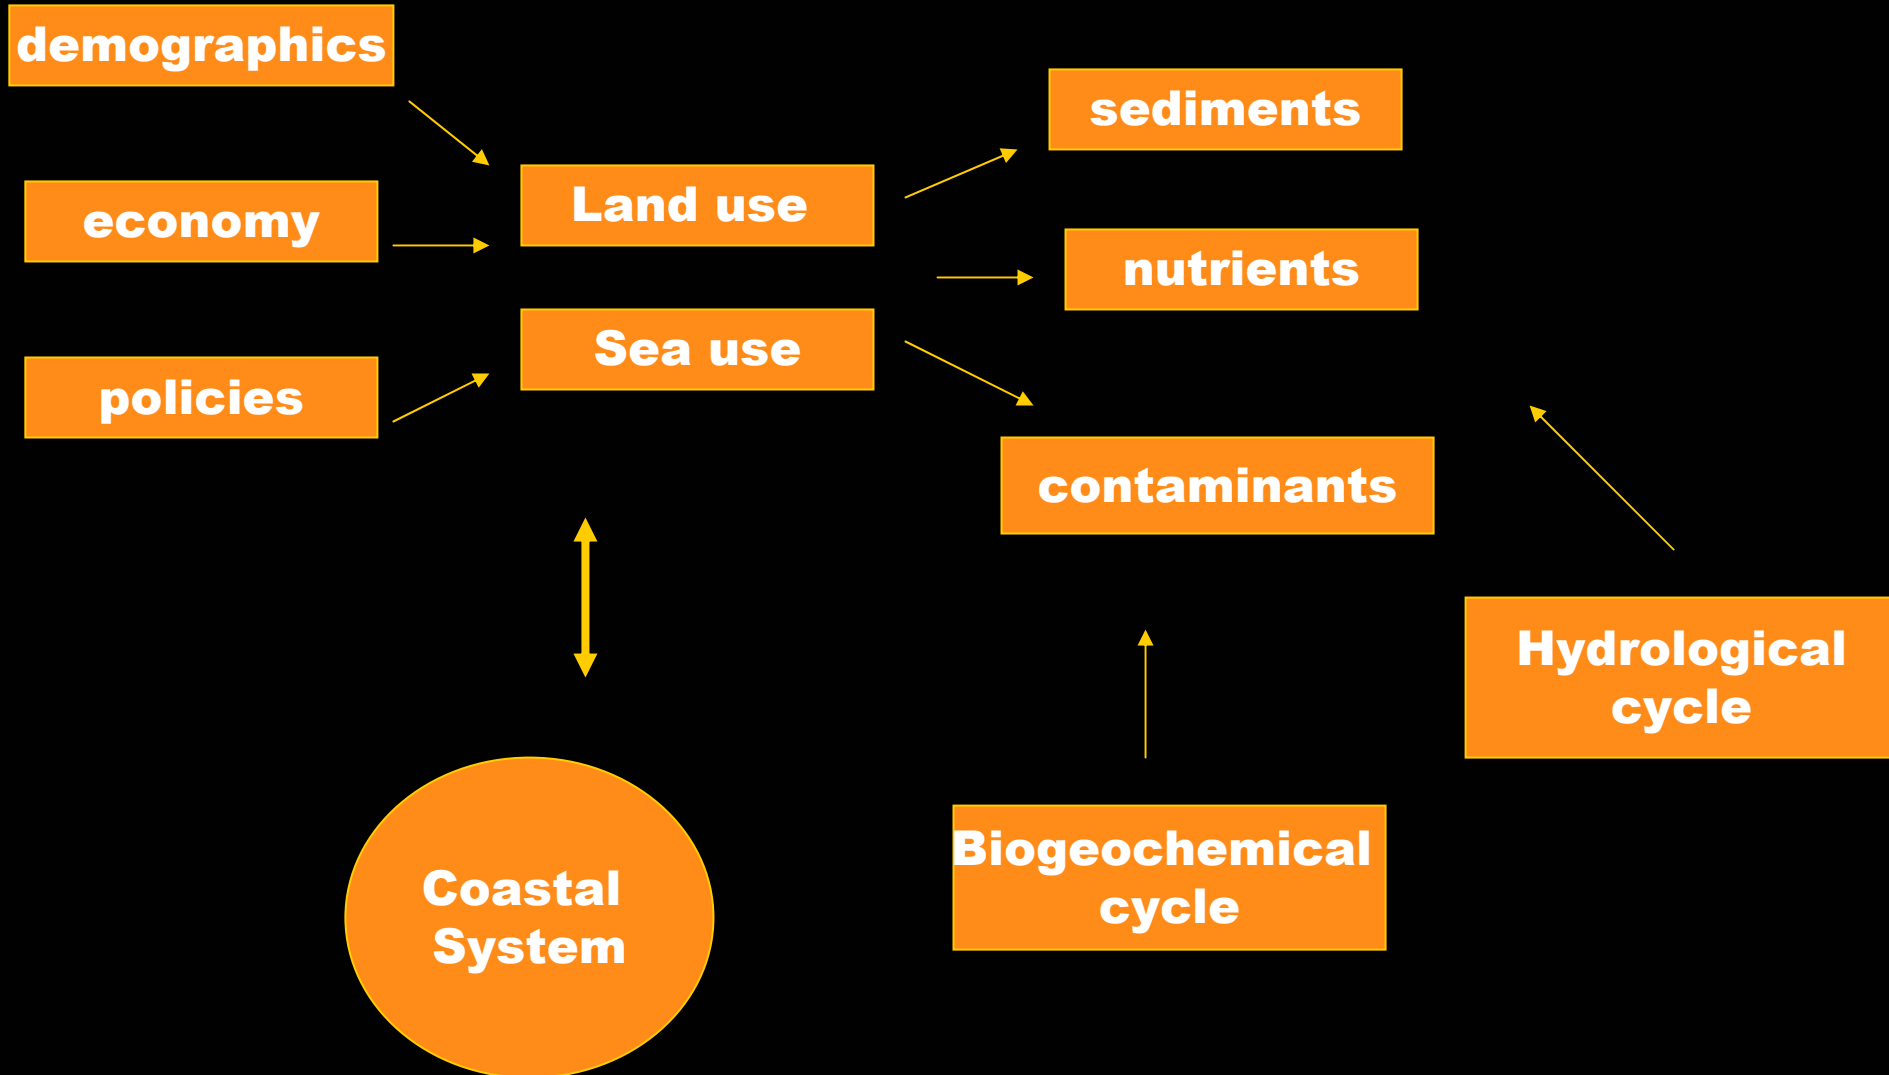 demographics
economy
policies
Land use
Sea use
sediments
nutrients
contaminants
Hydrological
cycle
Biogeochemical
cycle
Coastal
System